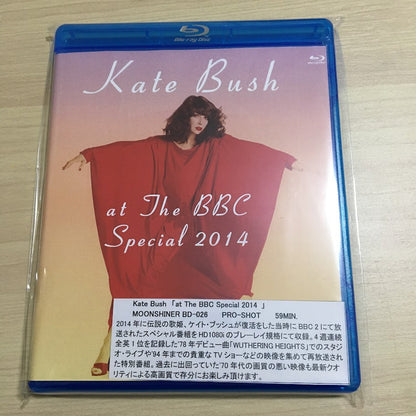 Blu-ray Disc
Kate Bush
at The BBC
Special 2014
Kate Bush 「at The BBC Special 2014 」
MOONSHINER BD-026 PRO-SHOT 59MIN.
2014年に伝説の歌姫、ケイト・ブッシュが復活をした当時にBBC 2にて放
送されたスペシャル番組をHD1080iのブレーレイ規格にて収録。4週連続
全英1位を記録した'78年デビュー曲「WUTHERING HEIGHTS」でのスタジ
オ・ライブや'94年までの貴重なTVショーなどの映像を集めて再放送され
た特別番組。過去に出回っていた'70年代の画質の悪い映像も最新クオ
リティによる高画質で存分にお楽しみ頂けます。